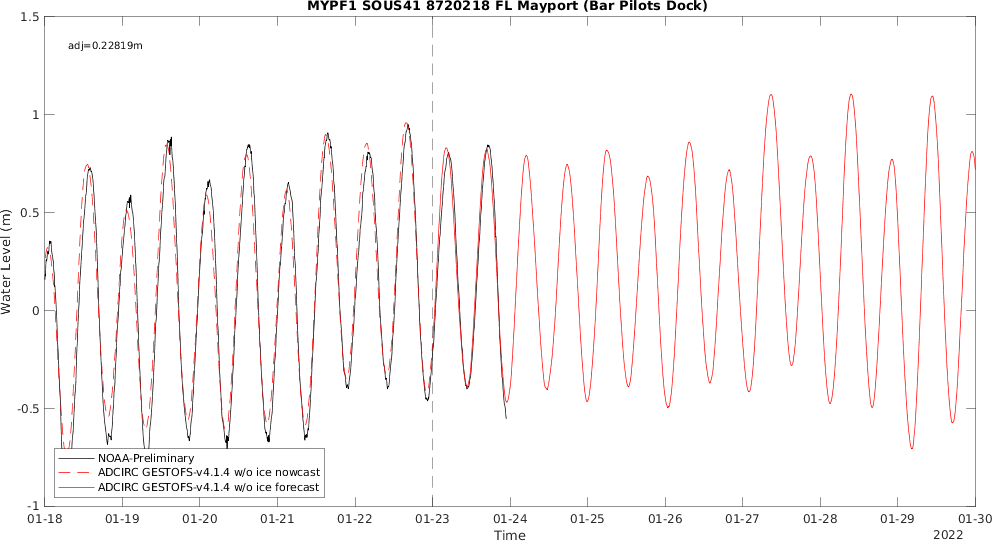 MYPF1 SOUS41 8720218 FL Mayport (Bar Pilots Dock)
adj=0.22819m
Water Level (m)
1.5
1
0.5
0
-0.5
-1
NOAA-Preliminary
ADCIRC GESTOFS-v4.1.4 w/o ice nowcast
ADCIRC GESTOFS-v4.1.4 w/o ice forecast
01-18 01-19 01-20 01-21 01-22 01-23 01-24 01-25 01-26 01-27 01-28 01-29 01-30
Time
2022